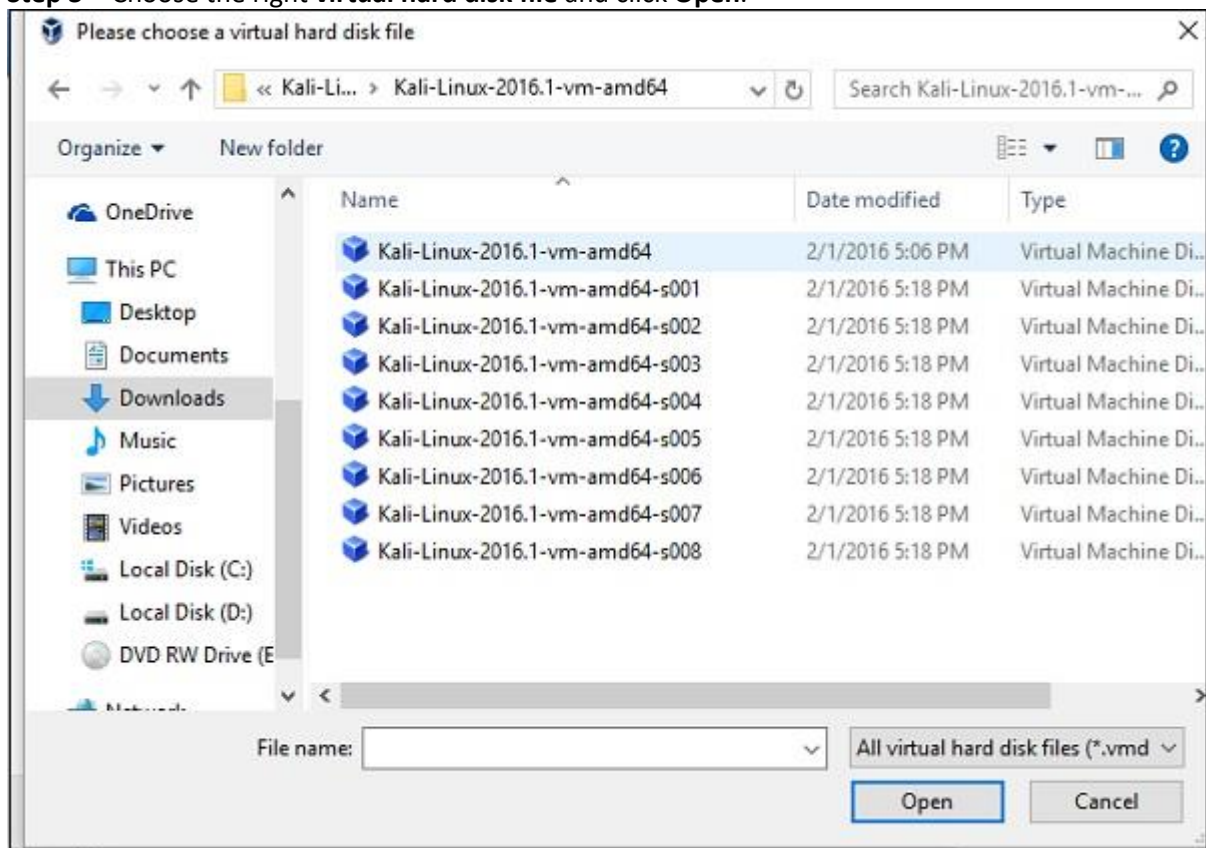 Please choose a virtual hard disk file
« Kali-Li... › Kali-Linux-2016.1-vm-amd64
Search Kali-Linux-2016.1-vm-...
Organize
New folder
Name
Date modified
Type
OneDrive
This PC
Desktop
Documents
Downloads
Music
Pictures
Videos
Local Disk (C:)
Local Disk (D:)
DVD RW Drive (E
Kali-Linux-2016.1-vm-amd64 2/1/2016 5:06 PM Virtual Machine Di...
Kali-Linux-2016.1-vm-amd64-s001 2/1/2016 5:18 PM Virtual Machine Di...
Kali-Linux-2016.1-vm-amd64-s002 2/1/2016 5:18 PM Virtual Machine Di...
Kali-Linux-2016.1-vm-amd64-s003 2/1/2016 5:18 PM Virtual Machine Di...
Kali-Linux-2016.1-vm-amd64-s004 2/1/2016 5:18 PM Virtual Machine Di...
Kali-Linux-2016.1-vm-amd64-s005 2/1/2016 5:18 PM Virtual Machine Di...
Kali-Linux-2016.1-vm-amd64-s006 2/1/2016 5:18 PM Virtual Machine Di...
Kali-Linux-2016.1-vm-amd64-s007 2/1/2016 5:18 PM Virtual Machine Di...
Kali-Linux-2016.1-vm-amd64-s008 2/1/2016 5:18 PM Virtual Machine Di...
File name:
All virtual hard disk files (*.vmd
Open
Cancel